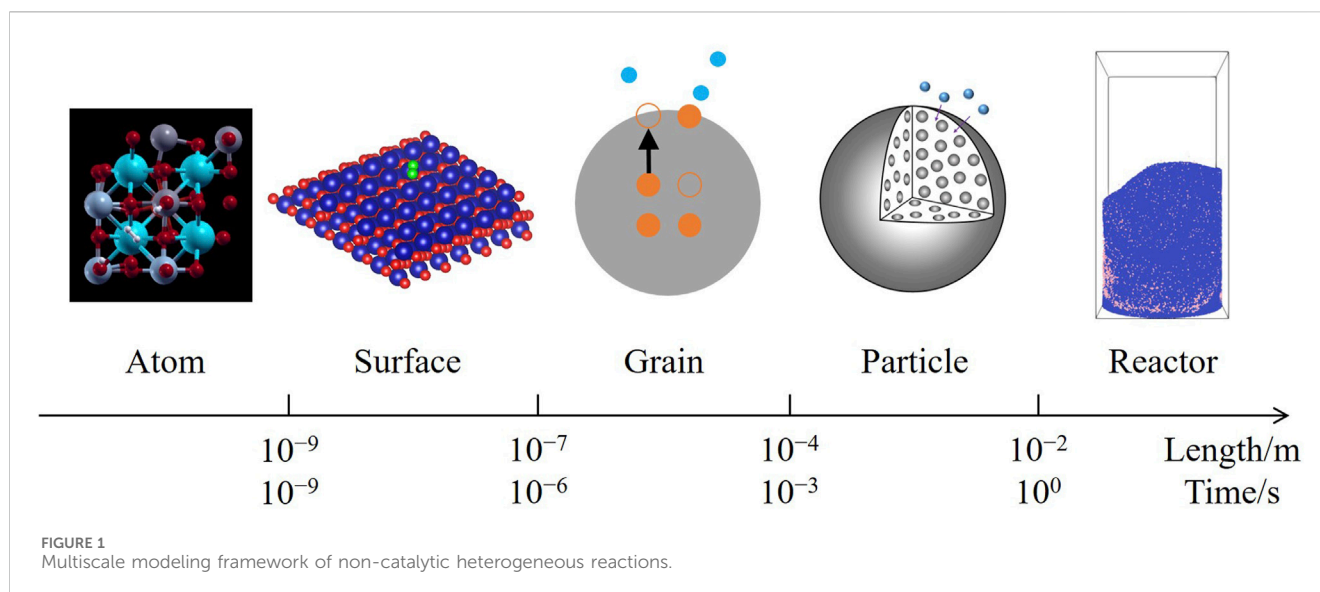 Atom Surface Grain Particle Reactor
10⁻⁹ 10⁻⁷ 10⁻⁴ 10⁻² Length/m
10⁻⁹ 10⁻⁶ 10⁻³ 10⁰ Time/s
FIGURE 1
Multiscale modeling framework of non-catalytic heterogeneous reactions.